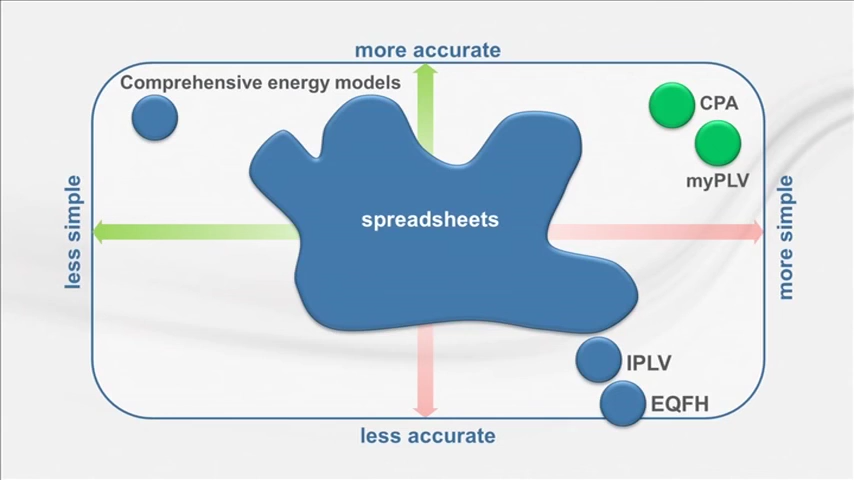 more accurate
Comprehensive energy models
CPA
myPLV
less simple
spreadsheets
more simple
IPLV
EQFH
less accurate